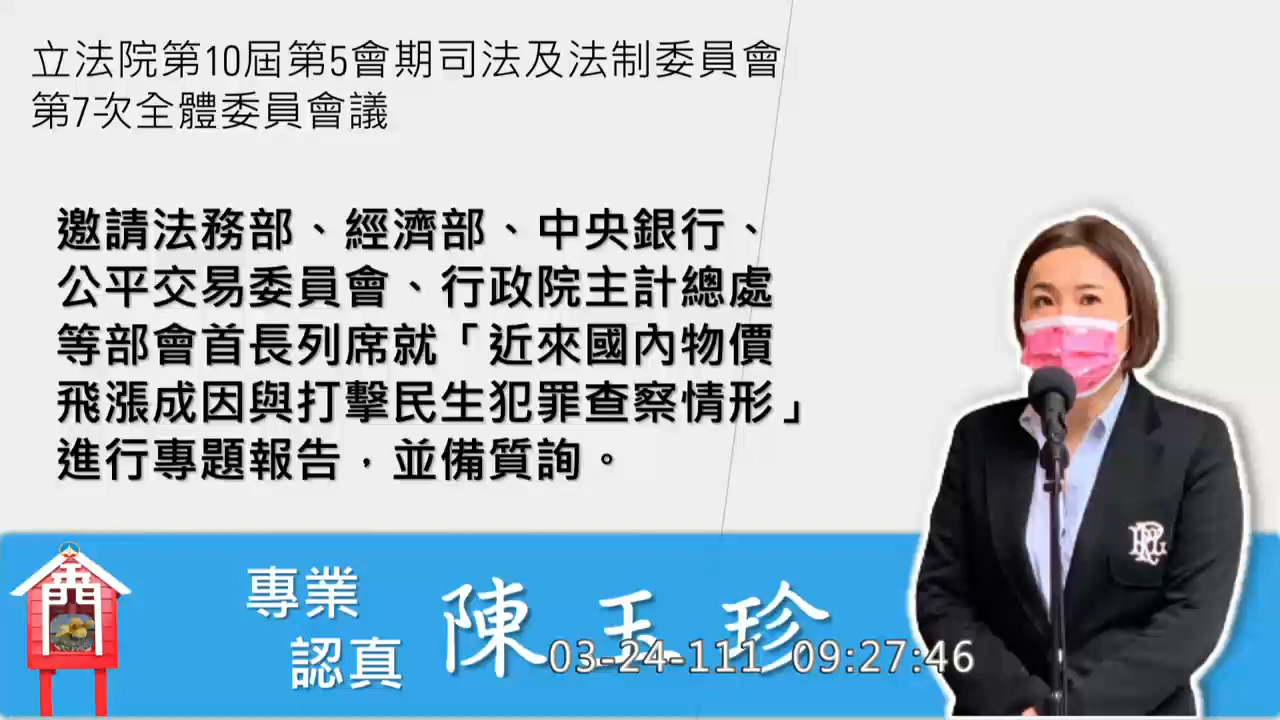 立法院第10屆第5會期司法及法制委員會
第7次全體委員會議
邀請法務部、經濟部、中央銀行、
公平交易委員會、行政院主計總處
等部會首長列席就「近來國內物價
飛漲成因與打擊民生犯罪查察情形」
進行專題報告，並備質詢。
專業
認真
陳玉珍
03-24-111 09:27:46